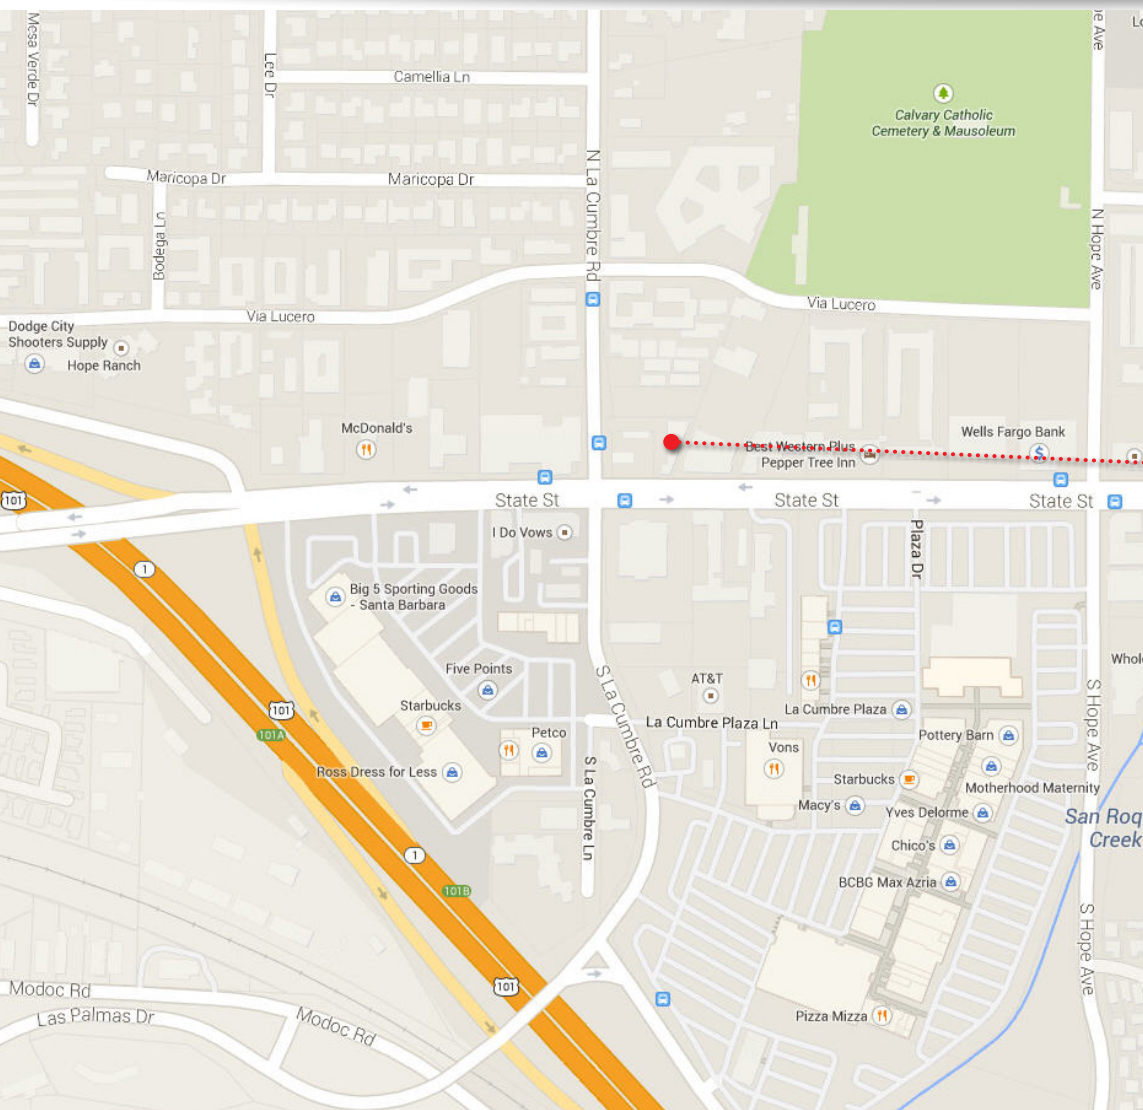 Mesa Verde Dr
Lee Dr
Camellia Ln
Calvary Catholic
Cemetery & Mausoleum
Maricopa Dr
Maricopa Dr
N La Cumbre Rd
N Hope Ave
Bodega Ln
Via Lucero
Via Lucero
Dodge City
Shooters Supply
Hope Ranch
McDonald's
Wells Fargo Bank
Best Western Plus
Pepper Tree Inn
101
State St
State St
State St
I Do Vows
Plaza Dr
1
Big 5 Sporting Goods
- Santa Barbara
Five Points
AT&T
Whole
S La Cumbre Rd
S Hope Ave
101
101A
Starbucks
La Cumbre Plaza
La Cumbre Plaza Ln
Petco
Pottery Barn
Vons
Ross Dress for Less
S La Cumbre Ln
Starbucks
Motherhood Maternity
Macy's
Yves Delorme
San Roq
Creek
1
Chico's
101B
BCBG Max Azria
S Hope Ave
101
Modoc Rd
Las Palmas Dr
Modoc Rd
Pizza Mizza